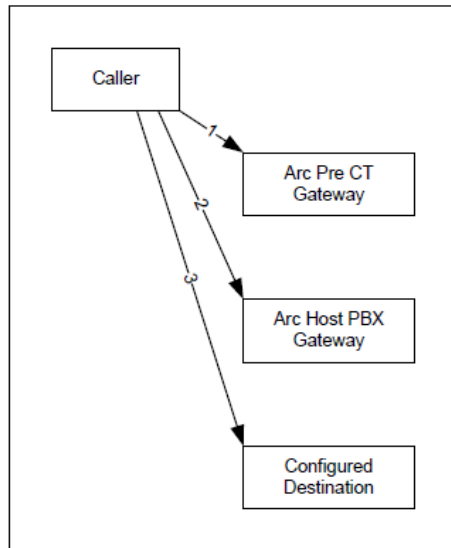 Caller
1
Arc Pre CT
Gateway
2
Arc Host PBX
Gateway
3
Configured
Destination